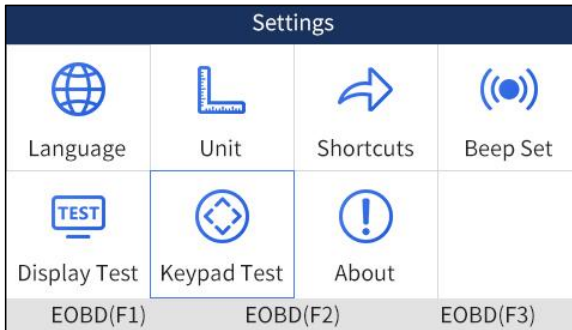 Settings
Language Unit Shortcuts Beep Set
TEST
Display Test Keypad Test About
EOBD(F1) EOBD(F2) EOBD(F3)